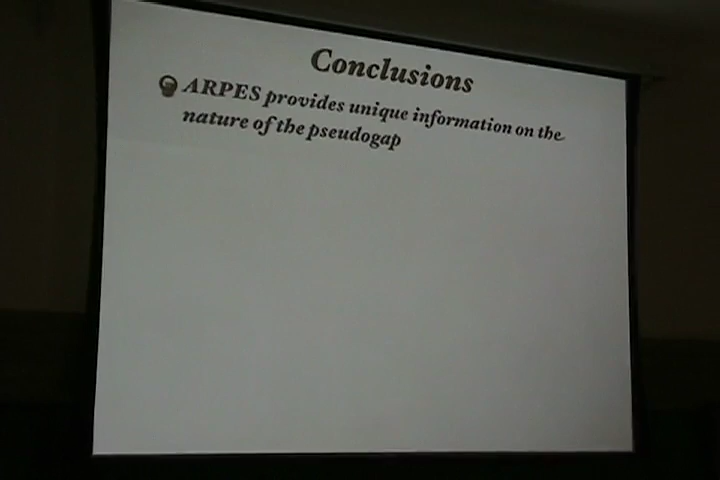 Conclusions
ARPES provides unique information on the
nature of the pseudogap